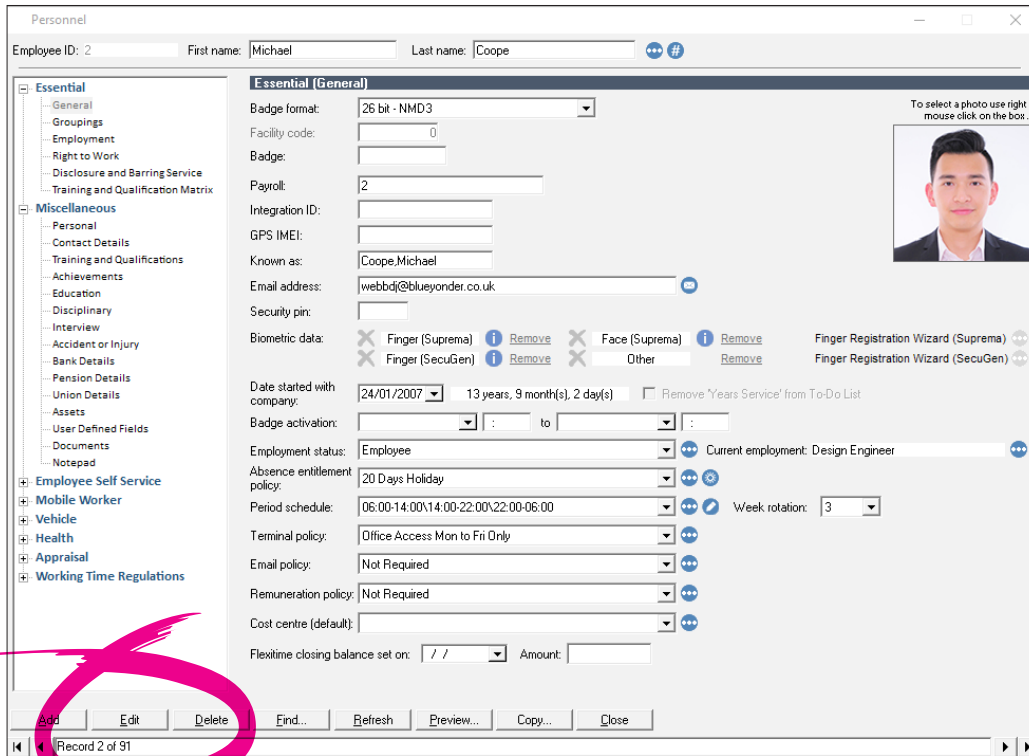 Personnel
Employee ID: 2 First name: Michael Last name: Coope
Essential
General
Groupings
Employment
Right to Work
Disclosure and Barring Service
Training and Qualification Matrix
Miscellaneous
Personal
Contact Details
Training and Qualifications
Achievements
Education
Disciplinary
Interview
Accident or Injury
Bank Details
Pension Details
Union Details
Assets
User Defined Fields
Documents
Notepad
Employee Self Service
Mobile Worker
Vehicle
Health
Appraisal
Working Time Regulations
Essential (General)
Badge format: 26 bit - NMD3
To select a photo use right
mouse click on the box .
Facility code: 0
Badge:
Payroll: 2
Integration ID:
GPS IMEI:
Known as: Coope,Michael
Email address: webbdj@blueyonder.co.uk
Security pin:
Biometric data: Finger (Suprema) Remove Face (Suprema) Remove Finger Registration Wizard (Suprema)
Finger (SecuGen) Remove Other Remove Finger Registration Wizard (SecuGen)
Date started with
company: 24/01/2007 13 years, 9 month(s), 2 day(s) Remove 'Years Service' from To-Do List
Badge activation: : to :
Employment status: Employee Current employment: Design Engineer
Absence entitlement
policy: 20 Days Holiday
Period schedule: 06:00-14:00\14:00-22:00\22:00-06:00 Week rotation: 3
Terminal policy: Office Access Mon to Fri Only
Email policy: Not Required
Remuneration policy: Not Required
Cost centre (default):
Flexitime closing balance set on: / / Amount:
Add Edit Delete Find... Refresh Preview... Copy... Close
Record 2 of 91